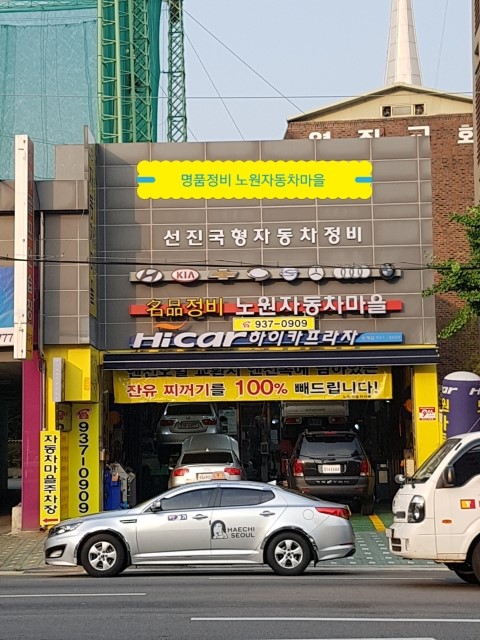 명품정비 노원자동차마을
선진국형자동차정비
KIA
名品정비 노원자동차마을
937-0909
Hicar 하이카프라자
잔유 찌꺼기를 100% 빼드립니다!
937-0909
자동차마을주차장
HAECHI
SEOUL